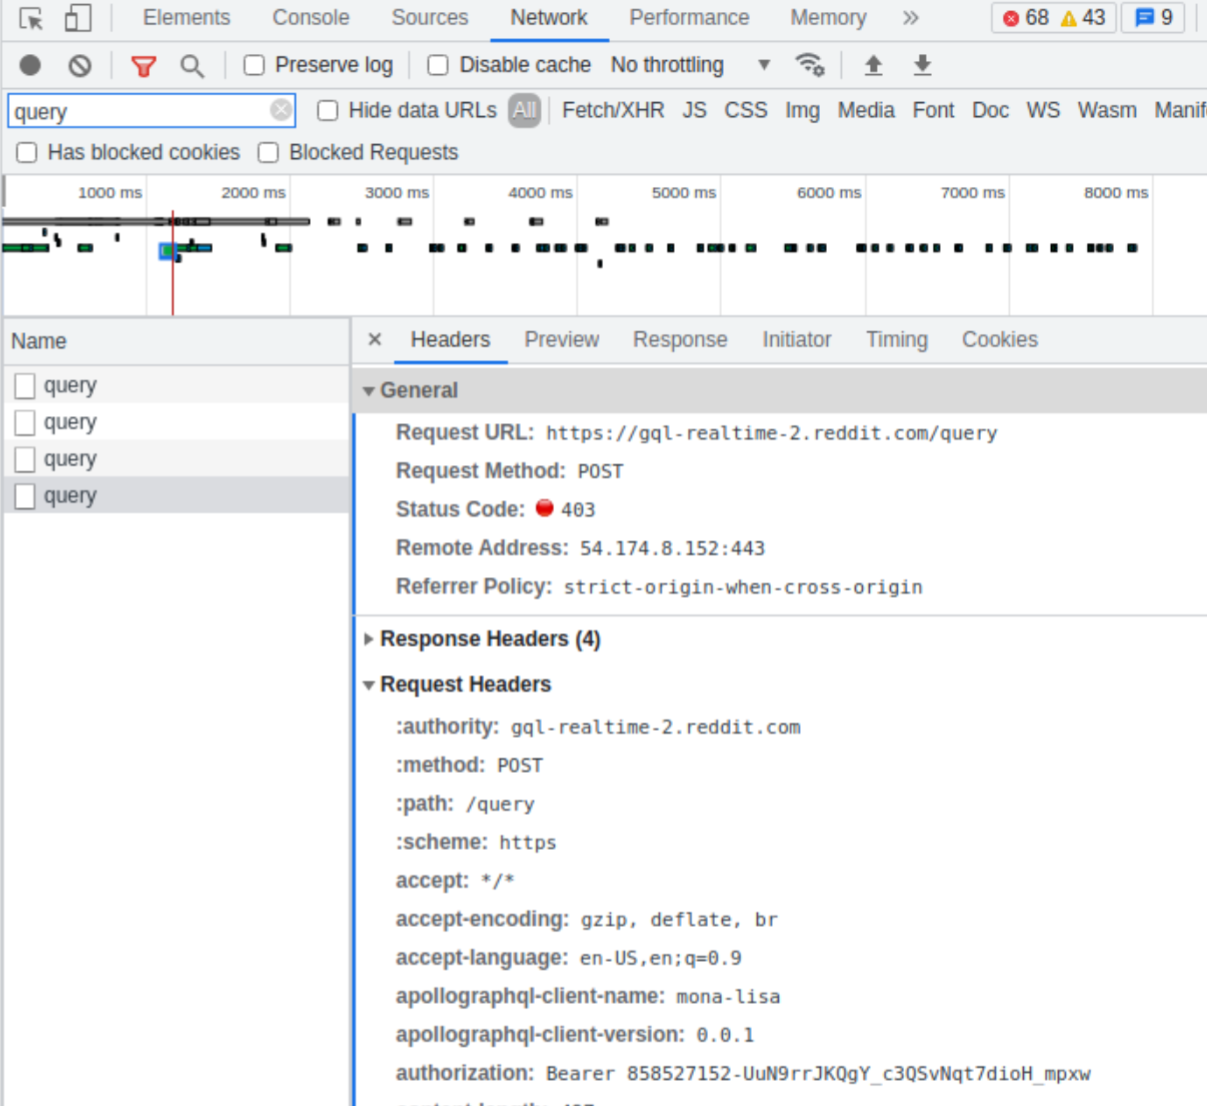 Elements Console Sources Network Performance Memory 68 43 9
Preserve log Disable cache No throttling
query Hide data URLs All Fetch/XHR JS CSS Img Media Font Doc WS Wasm Manif
Has blocked cookies Blocked Requests
1000 ms 2000 ms 3000 ms 4000 ms 5000 ms 6000 ms 7000 ms 8000 ms
Name
query
query
query
query
Headers Preview Response Initiator Timing Cookies
General
Request URL: https://gql-realtime-2.reddit.com/query
Request Method: POST
Status Code: 403
Remote Address: 54.174.8.152:443
Referrer Policy: strict-origin-when-cross-origin
Response Headers (4)
Request Headers
:authority: gql-realtime-2.reddit.com
:method: POST
:path: /query
:scheme: https
accept: */*
accept-encoding: gzip, deflate, br
accept-language: en-US,en;q=0.9
apollographql-client-name: mona-lisa
apollographql-client-version: 0.0.1
authorization: Bearer 858527152-UuN9rrJKQgY_c3QSvNqt7dioH_mpxw